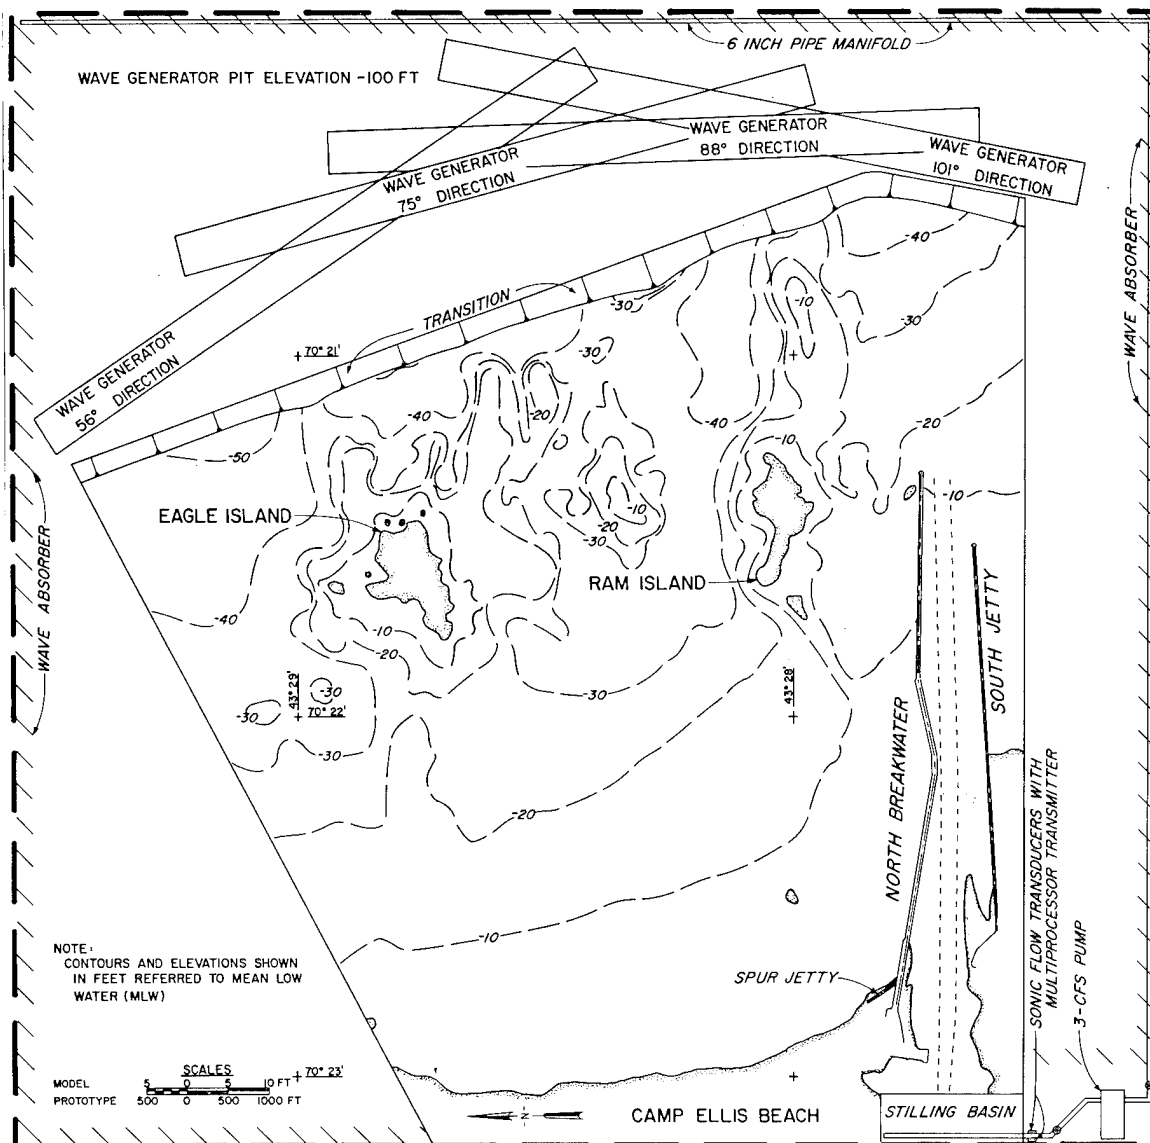 6 INCH PIPE MANIFOLD
WAVE GENERATOR PIT ELEVATION -100 FT
WAVE GENERATOR
88° DIRECTION
WAVE GENERATOR
101° DIRECTION
WAVE GENERATOR
75° DIRECTION
WAVE GENERATOR
56° DIRECTION
TRANSITION
WAVE ABSORBER
WAVE ABSORBER
-40
-30
-10
-30
-30
70° 21'
-40
-20
-40
-20
-50
-10
-10
-10
-20
-30
EAGLE ISLAND
RAM ISLAND
-40
-10
-20
-30
-30
-30
-30
43° 29'
70° 22'
43° 28'
-20
-10
NORTH BREAKWATER
SOUTH JETTY
SONIC FLOW TRANSDUCERS WITH
MULTIPROCESSOR TRANSMITTER
3-CFS PUMP
NOTE:
CONTOURS AND ELEVATIONS SHOWN
IN FEET REFERRED TO MEAN LOW
WATER (MLW)
SPUR JETTY
SCALES
MODEL 5 0 5 10 FT
PROTOTYPE 500 0 500 1000 FT
70° 23'
N
CAMP ELLIS BEACH
STILLING BASIN